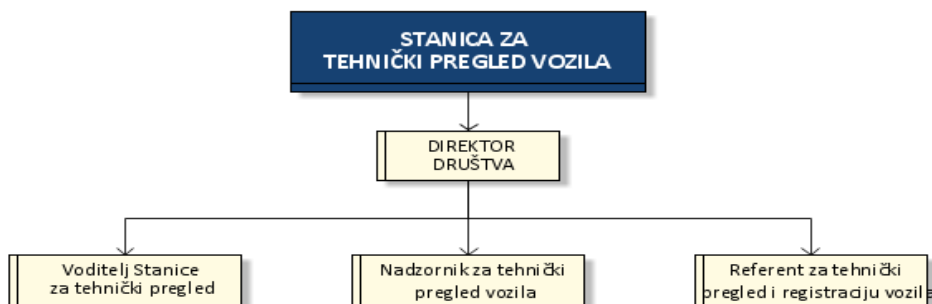 STANICA ZA
TEHNIČKI PREGLED VOZILA
DIREKTOR
DRUŠTVA
Voditelj Stanice
za tehnički pregled
Nadzornik za tehnički
pregled vozila
Referent za tehnički
pregled i registraciju vozila